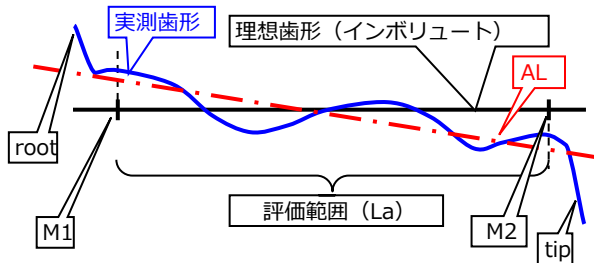 実測歯形
理想歯形（インボリュート）
AL
root
M1
評価範囲（La）
M2
tip